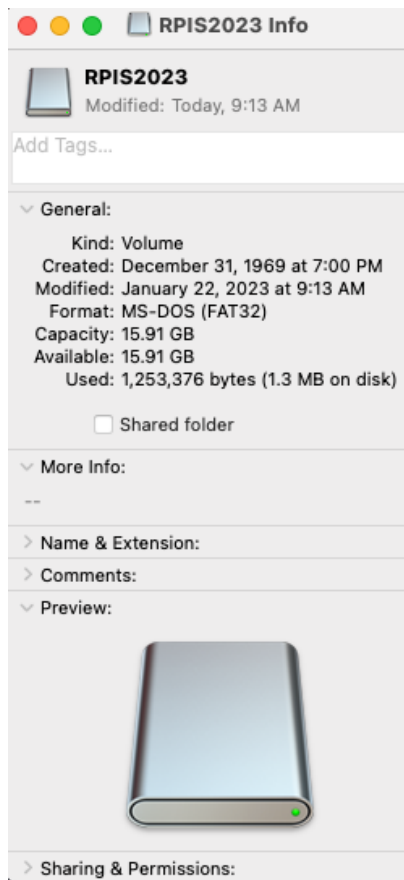 RPIS2023 Info
RPIS2023
Modified: Today, 9:13 AM
Add Tags...
General:
Kind: Volume
Created: December 31, 1969 at 7:00 PM
Modified: January 22, 2023 at 9:13 AM
Format: MS-DOS (FAT32)
Capacity: 15.91 GB
Available: 15.91 GB
Used: 1,253,376 bytes (1.3 MB on disk)
Shared folder
More Info:
--
Name & Extension:
Comments:
Preview:
Sharing & Permissions: